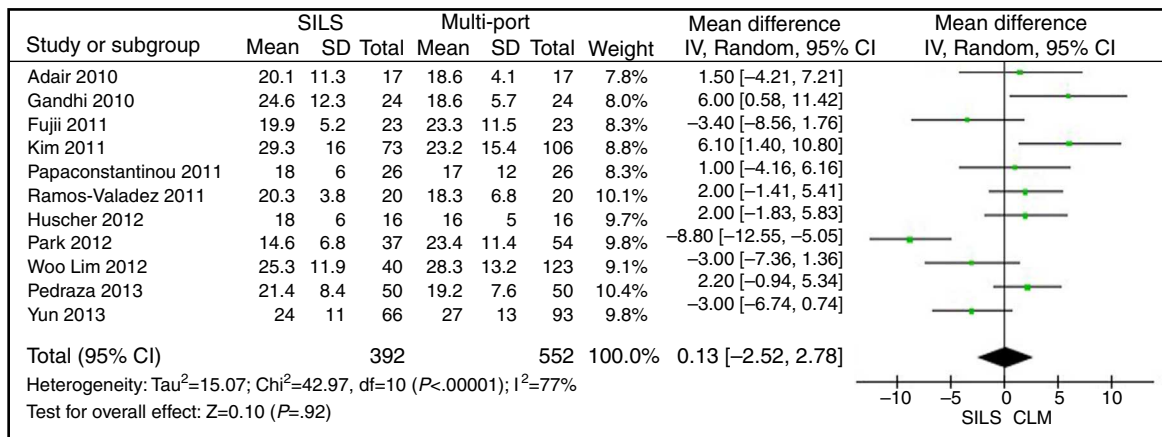 SILS Multi-port Mean difference Mean difference
Study or subgroup Mean SD Total Mean SD Total Weight IV, Random, 95% CI IV, Random, 95% CI
Adair 2010 20.1 11.3 17 18.6 4.1 17 7.8% 1.50 [–4.21, 7.21]
Gandhi 2010 24.6 12.3 24 18.6 5.7 24 8.0% 6.00 [0.58, 11.42]
Fujii 2011 19.9 5.2 23 23.3 11.5 23 8.3% –3.40 [–8.56, 1.76]
Kim 2011 29.3 16 73 23.2 15.4 106 8.8% 6.10 [1.40, 10.80]
Papaconstantinou 2011 18 6 26 17 12 26 8.3% 1.00 [–4.16, 6.16]
Ramos-Valadez 2011 20.3 3.8 20 18.3 6.8 20 10.1% 2.00 [–1.41, 5.41]
Huscher 2012 18 6 16 16 5 16 9.7% 2.00 [–1.83, 5.83]
Park 2012 14.6 6.8 37 23.4 11.4 54 9.8% –8.80 [–12.55, –5.05]
Woo Lim 2012 25.3 11.9 40 28.3 13.2 123 9.1% –3.00 [–7.36, 1.36]
Pedraza 2013 21.4 8.4 50 19.2 7.6 50 10.4% 2.20 [–0.94, 5.34]
Yun 2013 24 11 66 27 13 93 9.8% –3.00 [–6.74, 0.74]
Total (95% CI) 392 552 100.0% 0.13 [–2.52, 2.78]
Heterogeneity: Tau²=15.07; Chi²=42.97, df=10 (P<.00001); I²=77%
Test for overall effect: Z=0.10 (P=.92)
–10 –5 0 5 10
SILS CLM